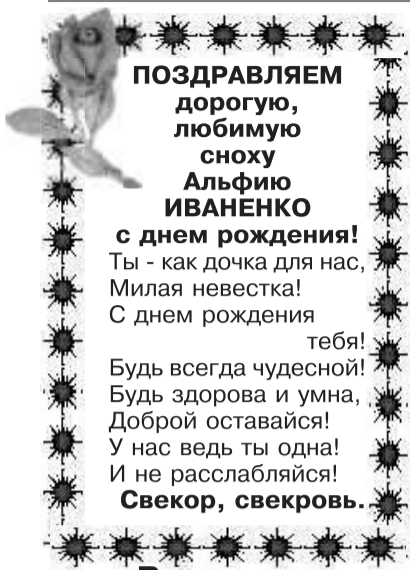 ПОЗДРАВЛЯЕМ
дорогую,
любимую
сноху
Альфию
ИВАНЕНКО
с днем рождения!
Ты - как дочка для нас,
Милая невестка!
С днем рождения
тебя!
Будь всегда чудесной!
Будь здорова и умна,
Доброй оставайся!
У нас ведь ты одна!
И не расслабляйся!
Свекор, свекровь.